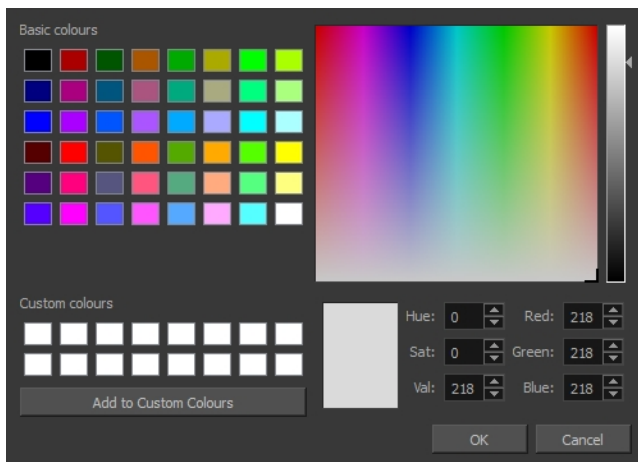 Basic colours
Custom colours
Add to Custom Colours
Hue: 0 Red: 218
Sat: 0 Green: 218
Val: 218 Blue: 218
OK Cancel